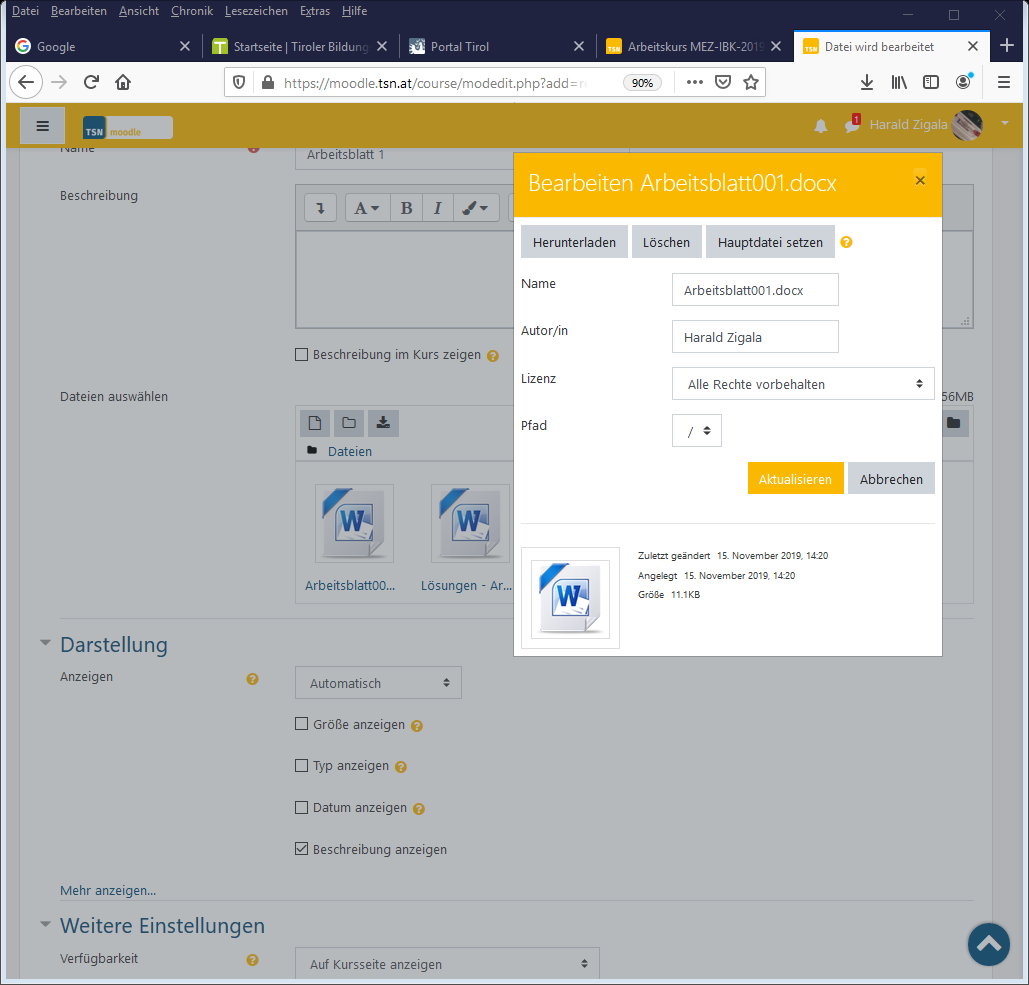 Datei Bearbeiten Ansicht Chronik Lesezeichen Extras Hilfe
Google
Startseite | Tiroler Bildung
Portal Tirol
TSN Arbeitskurs MEZ-IBK-2019
TSN Datei wird bearbeitet
https://moodle.tsn.at/course/modedit.php?add=r
90%
TSN moodle
1
Harald Zigala
Name
Arbeitsblatt 1
Beschreibung
A B I
Beschreibung im Kurs zeigen
Dateien auswählen
56MB
Dateien
Arbeitsblatt00...
Lösungen - Ar...
Bearbeiten Arbeitsblatt001.docx
Herunterladen
Löschen
Hauptdatei setzen
Name
Arbeitsblatt001.docx
Autor/in
Harald Zigala
Lizenz
Alle Rechte vorbehalten
Pfad
/
Aktualisieren
Abbrechen
Zuletzt geändert 15. November 2019, 14:20
Angelegt 15. November 2019, 14:20
Größe 11.1KB
Darstellung
Anzeigen
Automatisch
Größe anzeigen
Typ anzeigen
Datum anzeigen
Beschreibung anzeigen
Mehr anzeigen...
Weitere Einstellungen
Verfügbarkeit
Auf Kursseite anzeigen